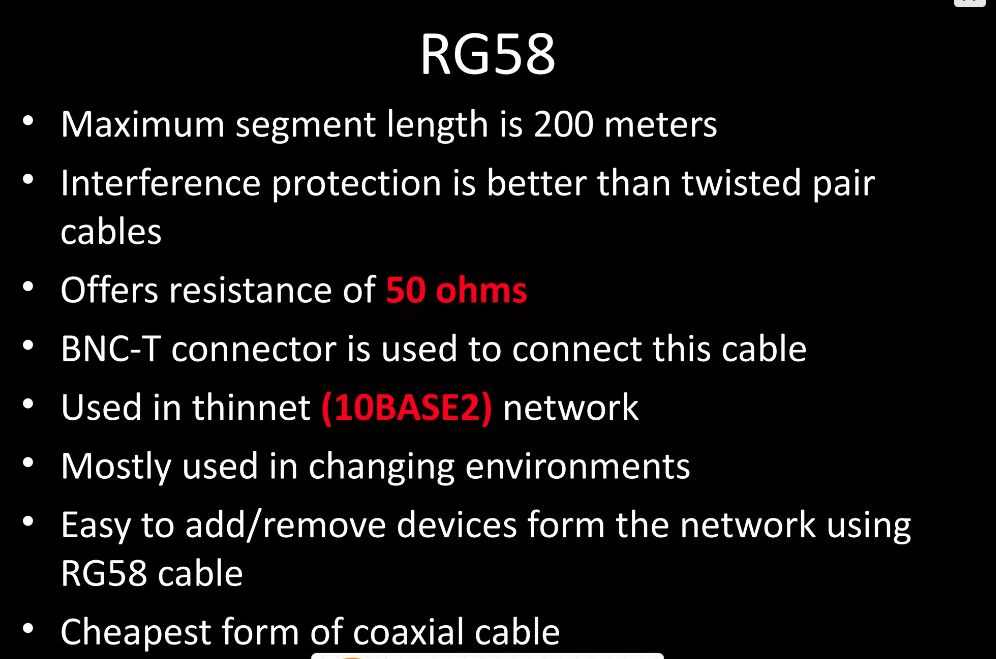 RG58
• Maximum segment length is 200 meters
• Interference protection is better than twisted pair
cables
• Offers resistance of 50 ohms
• BNC-T connector is used to connect this cable
• Used in thinnet (10BASE2) network
• Mostly used in changing environments
• Easy to add/remove devices form the network using
RG58 cable
• Cheapest form of coaxial cable